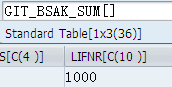 GIT_BSAK_SUM[]
Standard Table[1x3(36)]
S[C(4 )] LIFNR[C(10 )]
1000